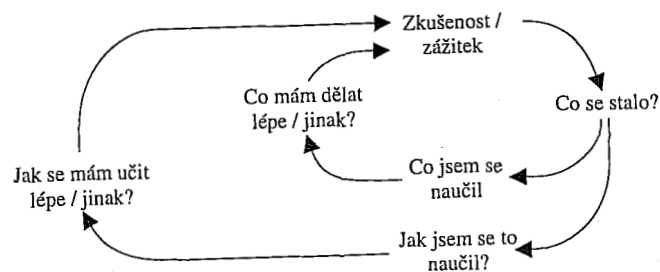 Zkušenost /
zážitek
Co se stalo?
Co mám dělat
lépe / jinak?
Co jsem se
naučil
Jak se mám učit
lépe / jinak?
Jak jsem se to
naučil?